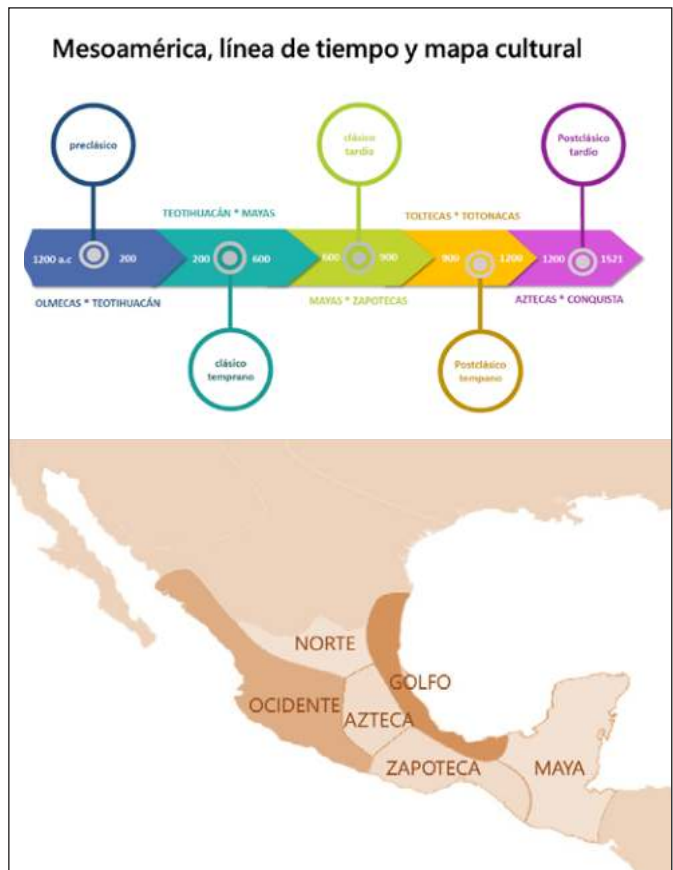 Mesoamérica, línea de tiempo y mapa cultural
preclásico
clásico
tardío
Postclásico
tardío
TEOTIHUACÁN * MAYAS
TOLTECAS * TOTONACAS
1200 a.c
200
200
600
600
900
900
1200
1200
1521
OLMECAS * TEOTIHUACÁN
MAYAS * ZAPOTECAS
AZTECAS * CONQUISTA
clásico
temprano
Postclásico
tempano
NORTE
GOLFO
OCIDENTE
AZTECA
ZAPOTECA
MAYA